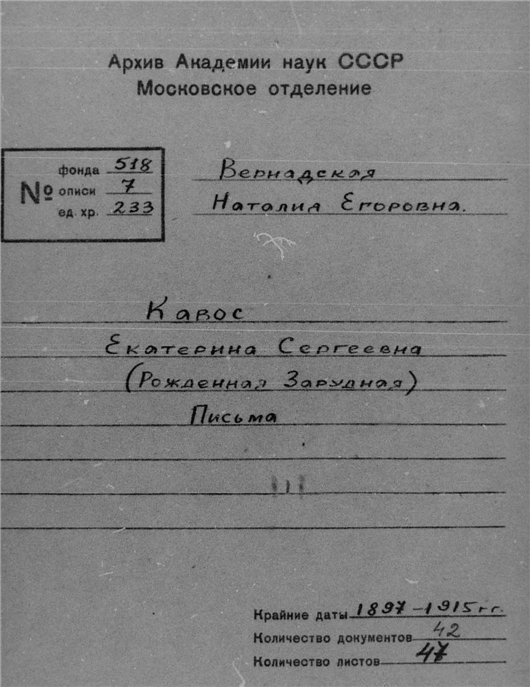 Архив Академии наук СССР
Московское отделение
№
фонда 518
описи 7
ед. хр. 233
Вернадская
Наталия Егоровна.
Кавос
Екатерина Сергеевна
(Рожденная Зарудная)
Письма
Крайние даты 1897-1915 гг.
Количество документов 42
Количество листов 47